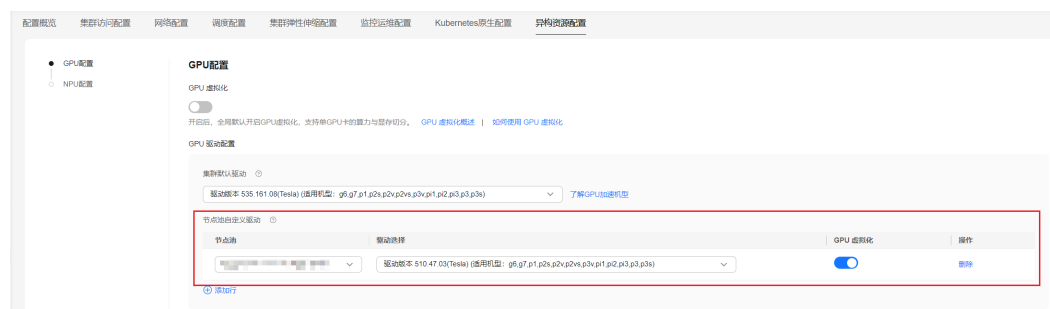 配置概览 集群访问配置 网络配置 调度配置 集群弹性伸缩配置 监控运维配置 Kubernetes原生配置 异构资源配置
GPU配置
NPU配置
GPU配置
GPU 虚拟化
开启后，全局默认开启GPU虚拟化，支持单GPU卡的算力与显存切分。 GPU 虚拟化概述 | 如何使用 GPU 虚拟化
GPU 驱动配置
集群默认驱动
驱动版本 535.161.08(Tesla) (适用机型：g6,g7,p1,p2s,p2v,p2vs,p3v,pi1,pi2,pi3,p3,p3s) 了解GPU加速机型
节点池自定义驱动
节点池 驱动选择 GPU 虚拟化 操作
驱动版本 510.47.03(Tesla) (适用机型：g6,g7,p1,p2s,p2v,p2vs,p3v,pi1,pi2,pi3,p3,p3s) 删除
添加行